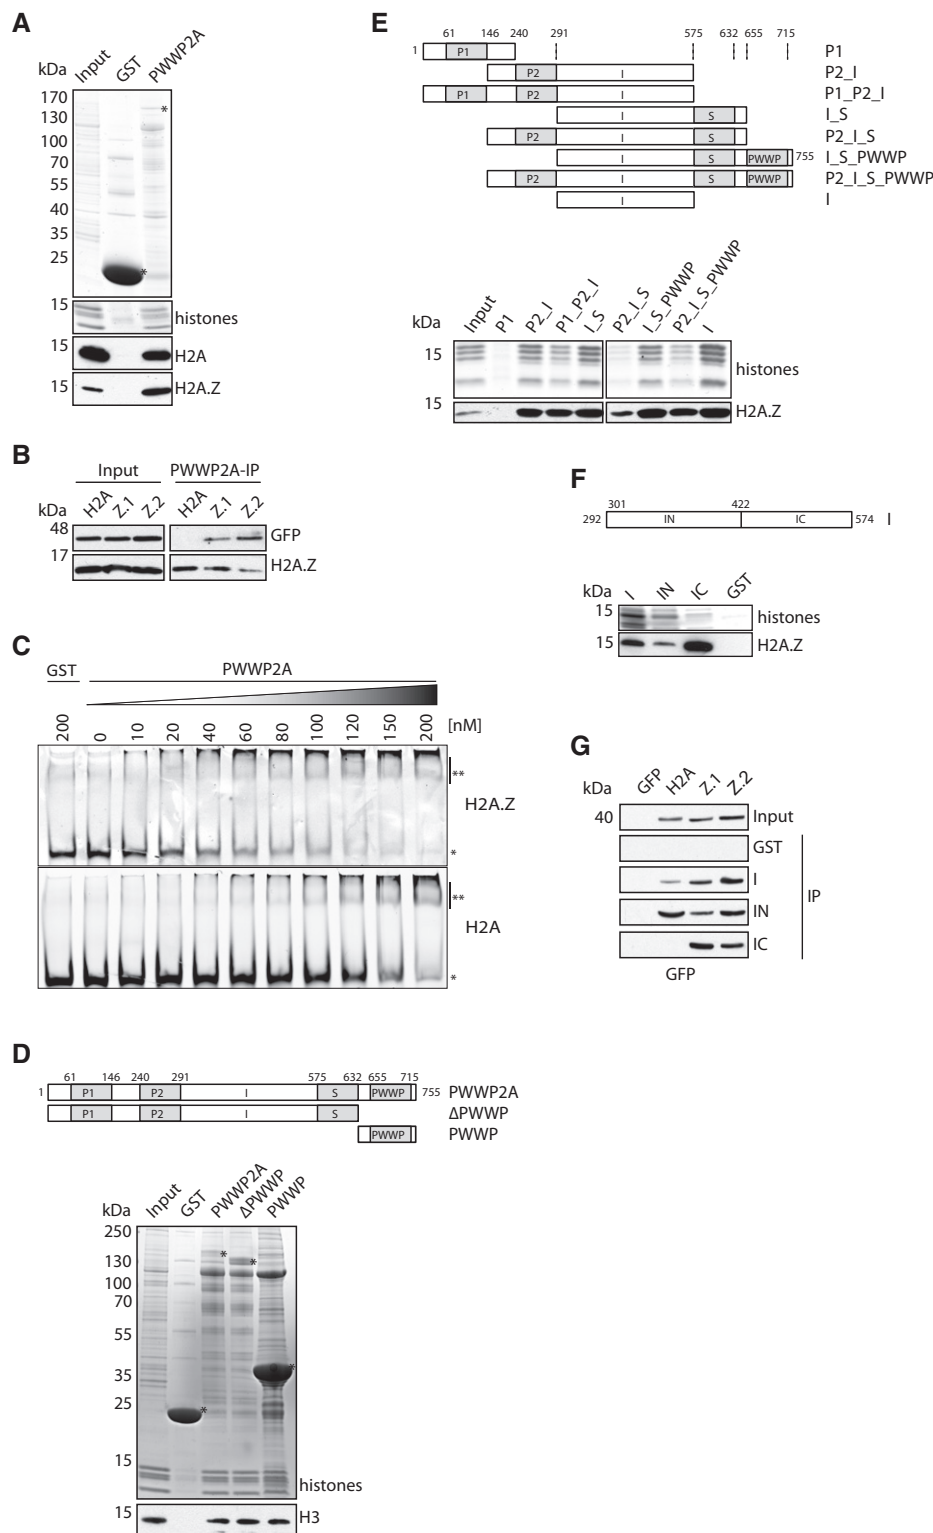 A
kDa
Input
GST
PWWP2A
170
130
100
70
55
40
35
25
*
*
15
histones
15
H2A
15
H2A.Z
B
Input
PWWP2A-IP
kDa
H2A
Z.1
Z.2
H2A
Z.1
Z.2
48
GFP
17
H2A.Z
C
GST
PWWP2A
200 0 10 20 40 60 80 100 120 150 200 [nM]
**
H2A.Z
*
**
H2A
*
D
61 146 240 291 575 632 655 715
1 P1 P2 I S PWWP 755 PWWP2A
P1 P2 I S ΔPWWP
PWWP PWWP
kDa
Input
GST
PWWP2A
ΔPWWP
PWWP
250
130
100
70
55
35
25
15
*
*
*
*
histones
15
H3
E
61 146 240 291 575 632 655 715
1 P1 P1
P2 I P2_I
P1 P2 I P1_P2_I
I S I_S
P2 I S P2_I_S
I S PWWP 755 I_S_PWWP
P2 I S PWWP P2_I_S_PWWP
I I
kDa
Input
P1
P2_I
P1_P2_I
I_S
P2_I_S
I_S_PWWP
P2_I_S_PWWP
I
15
histones
15
H2A.Z
F
301 422
292 IN IC 574 I
kDa
I
IN
IC
GST
15
histones
15
H2A.Z
G
kDa
GFP
H2A
Z.1
Z.2
40
Input
GST
I
IN
IC
IP
GFP